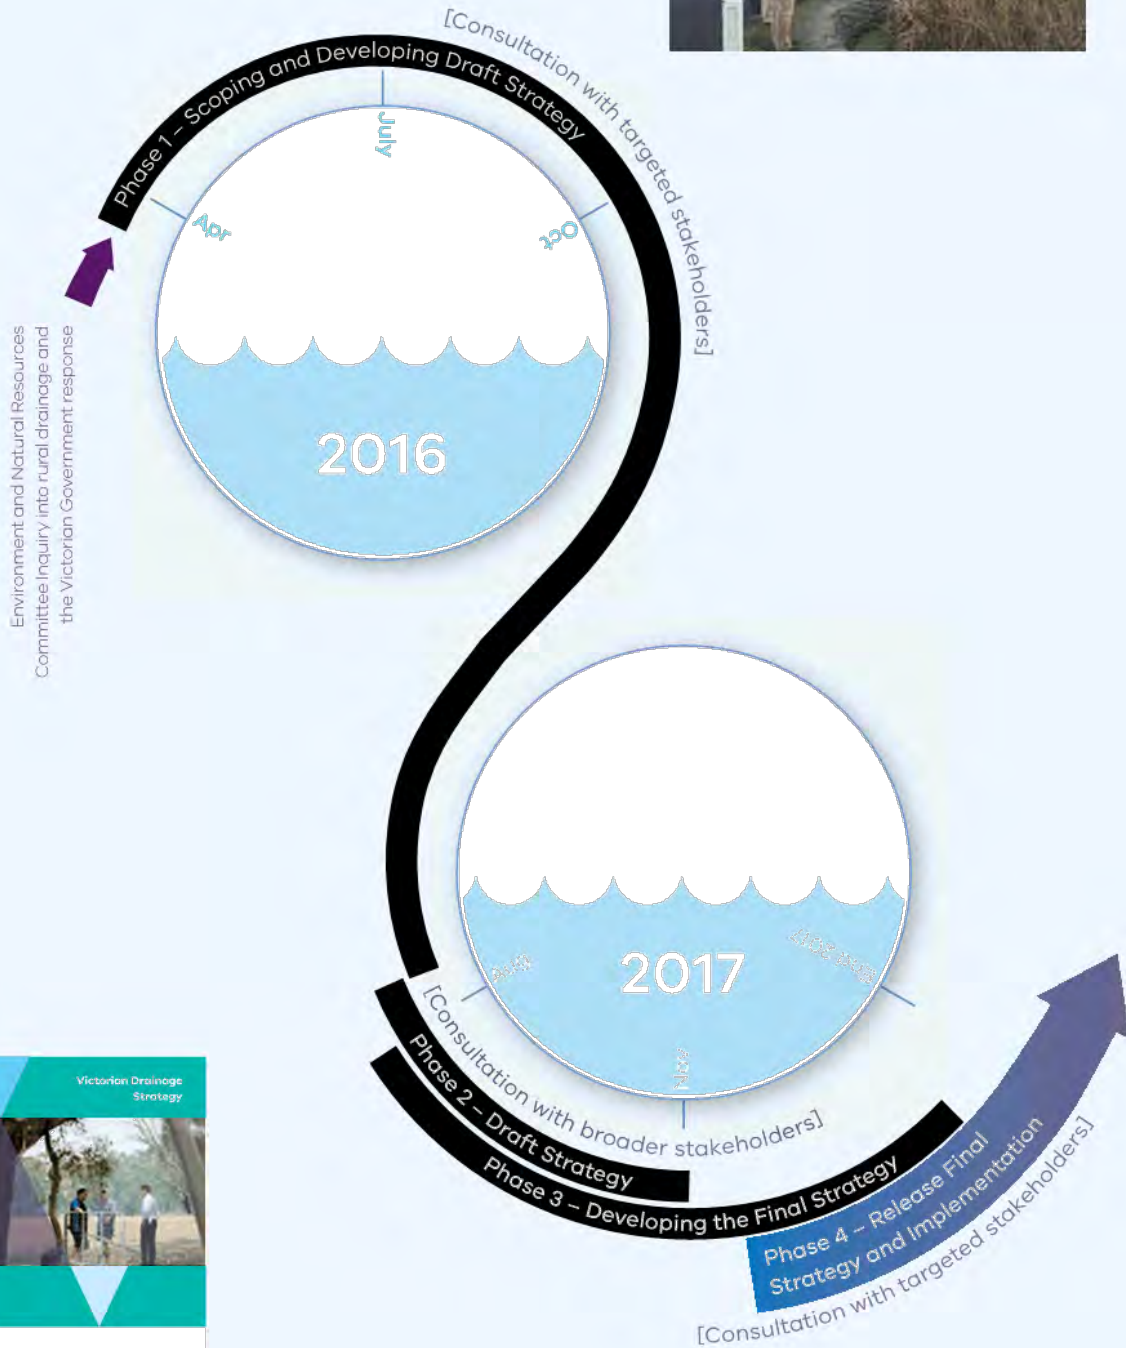 [Consultation with targeted stakeholders]
Phase 1 – Scoping and Developing Draft Strategy
July
Apr
Oct
2016
Environment and Natural Resources
Committee Inquiry into rural drainage and
the Victorian Government response
2017
Nov
[Consultation with broader stakeholders]
Phase 2 – Draft Strategy
Phase 3 – Developing the Final Strategy
Phase 4 – Release Final
Strategy and Implementation
[Consultation with targeted stakeholders]
Victorian Drainage
Strategy